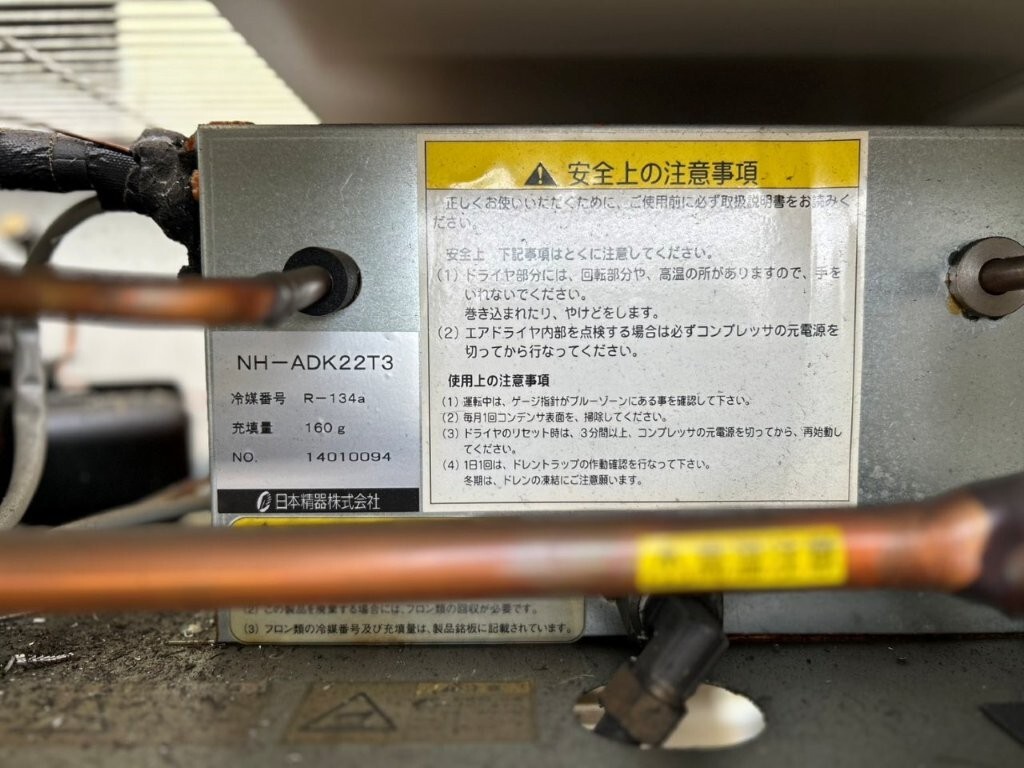 安全上の注意事項
正しくお使いいただくために、ご使用前に必ず取扱説明書をお読みく
ださい。
安全上 下記事項はとくに注意してください。
(1) ドライヤ部分には、回転部分や、高温の所がありますので、手を
いれないでください。
巻き込まれたり、やけどをします。
(2) エアドライヤ内部を点検する場合は必ずコンプレッサの元電源を
切ってから行なってください。
使用上の注意事項
(1) 運転中は、ゲージ指針がブルーゾーンにある事を確認して下さい。
(2) 毎月1回コンデンサ表面を、掃除してください。
(3) ドライヤのリセット時は、3分間以上、コンプレッサの元電源を切ってから、再始動し
てください。
(4) 1日1回は、ドレントラップの作動確認を行なって下さい。
冬期は、ドレンの凍結にご注意願います。
NH-ADK22T3
冷媒番号 R-134a
充填量 160g
NO. 14010094
日本精器株式会社
(2) この製品を廃棄する場合には、フロン類の回収が必要です。
(3) フロン類の冷媒番号及び充填量は、製品銘板に記載されています。